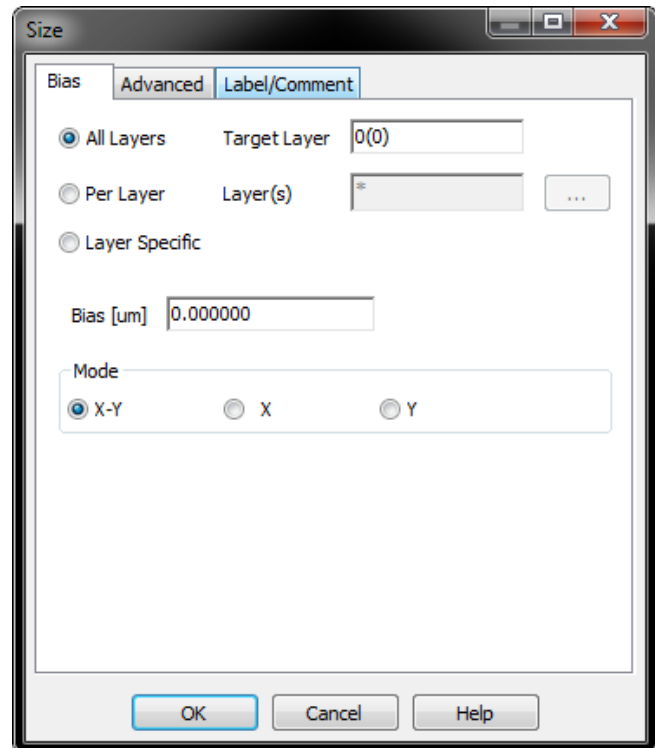 Size
Bias Advanced Label/Comment
All Layers Target Layer 0(0)
Per Layer Layer(s) * ...
Layer Specific
Bias [um] 0.000000
Mode
X-Y X Y
OK Cancel Help